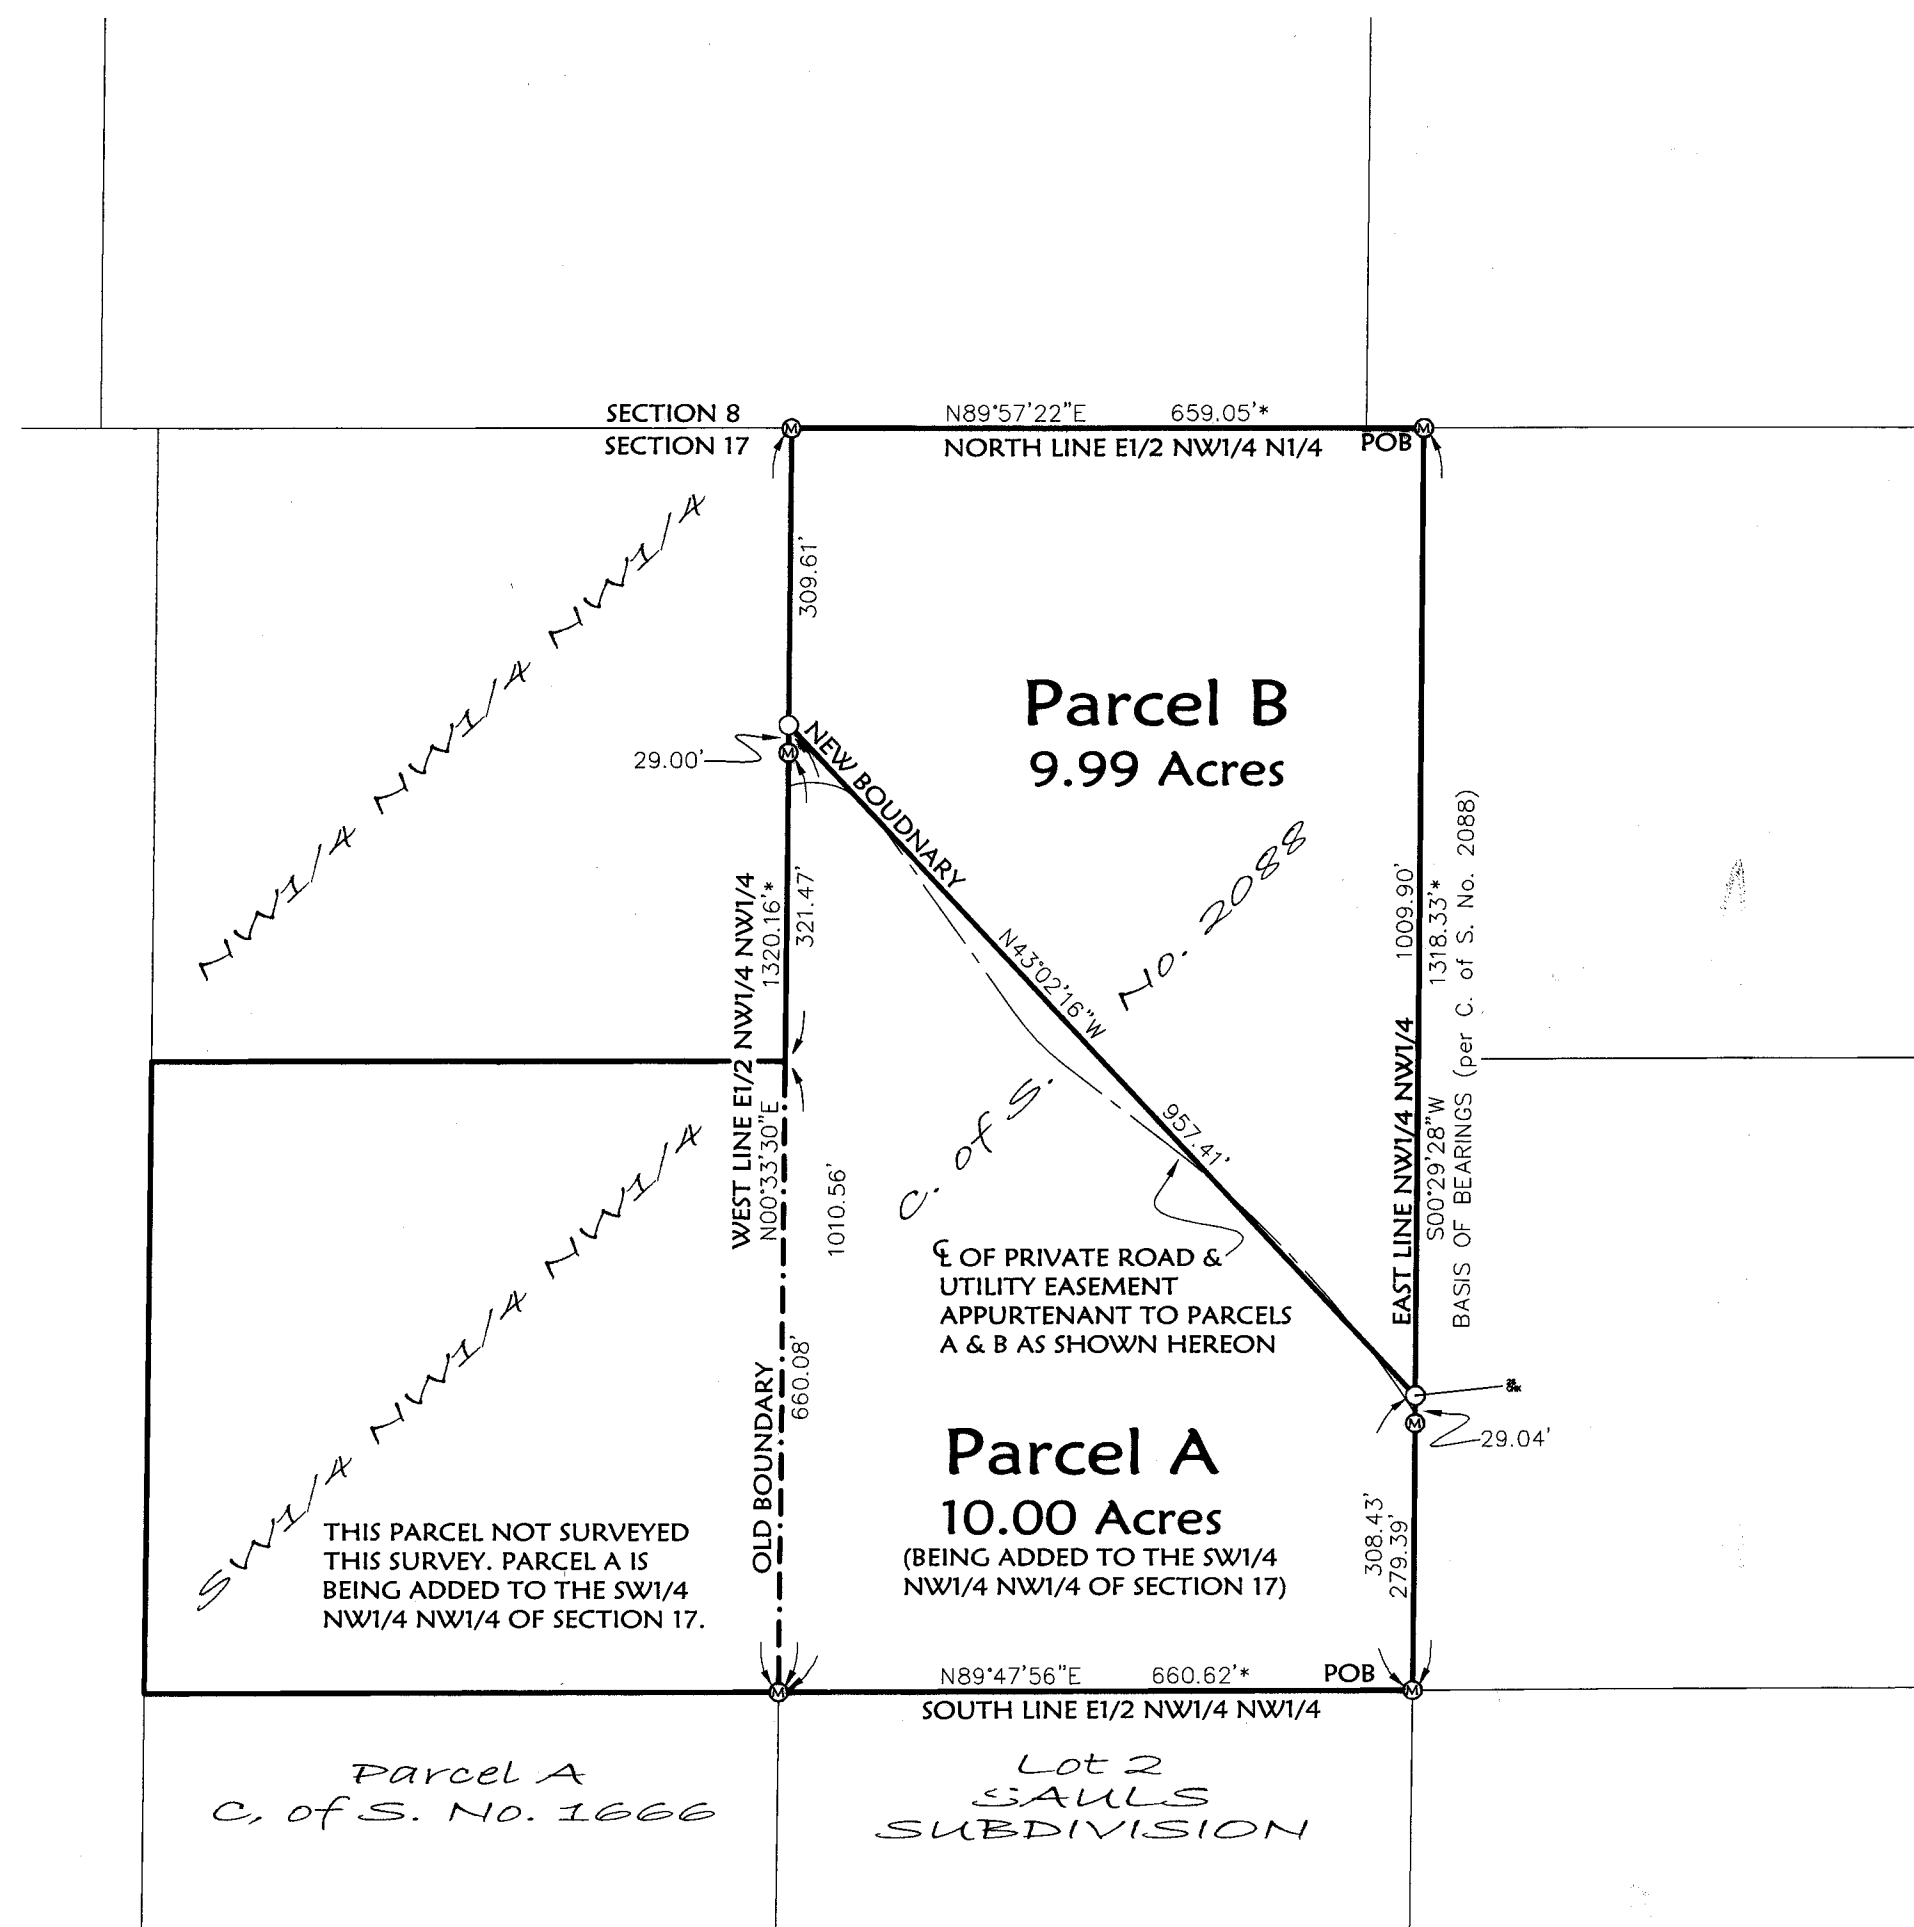 SECTION 8
SECTION 17
N89°57'22"E 659.05'*
NORTH LINE E1/2 NW1/4 N1/4
POB
NW1/4 NW1/4 NW1/4
309.61'
29.00'
NEW BOUDNARY
Parcel B
9.99 Acres
WEST LINE E1/2 NW1/4 NW1/4
N00°33'30"E 1320.16'*
321.47'
1010.56'
N43°02'16"W
957.41'
C. of S. No. 2088
1009.90'
EAST LINE NW1/4 NW1/4
S00°29'28"W 1318.33'*
BASIS OF BEARINGS (per C. of S. No. 2088)
SW1/4 NW1/4 NW1/4
℄ OF PRIVATE ROAD &
UTILITY EASEMENT
APPURTENANT TO PARCELS
A & B AS SHOWN HEREON
OLD BOUNDARY
660.08'
29.04'
Parcel A
10.00 Acres
(BEING ADDED TO THE SW1/4
NW1/4 NW1/4 OF SECTION 17)
308.43'
279.39'
THIS PARCEL NOT SURVEYED
THIS SURVEY. PARCEL A IS
BEING ADDED TO THE SW1/4
NW1/4 NW1/4 OF SECTION 17.
N89°47'56"E 660.62'*
POB
SOUTH LINE E1/2 NW1/4 NW1/4
Parcel A
C. of S. No. 1666
Lot 2
SAULS
SUBDIVISION
M
M
M
M
M
M